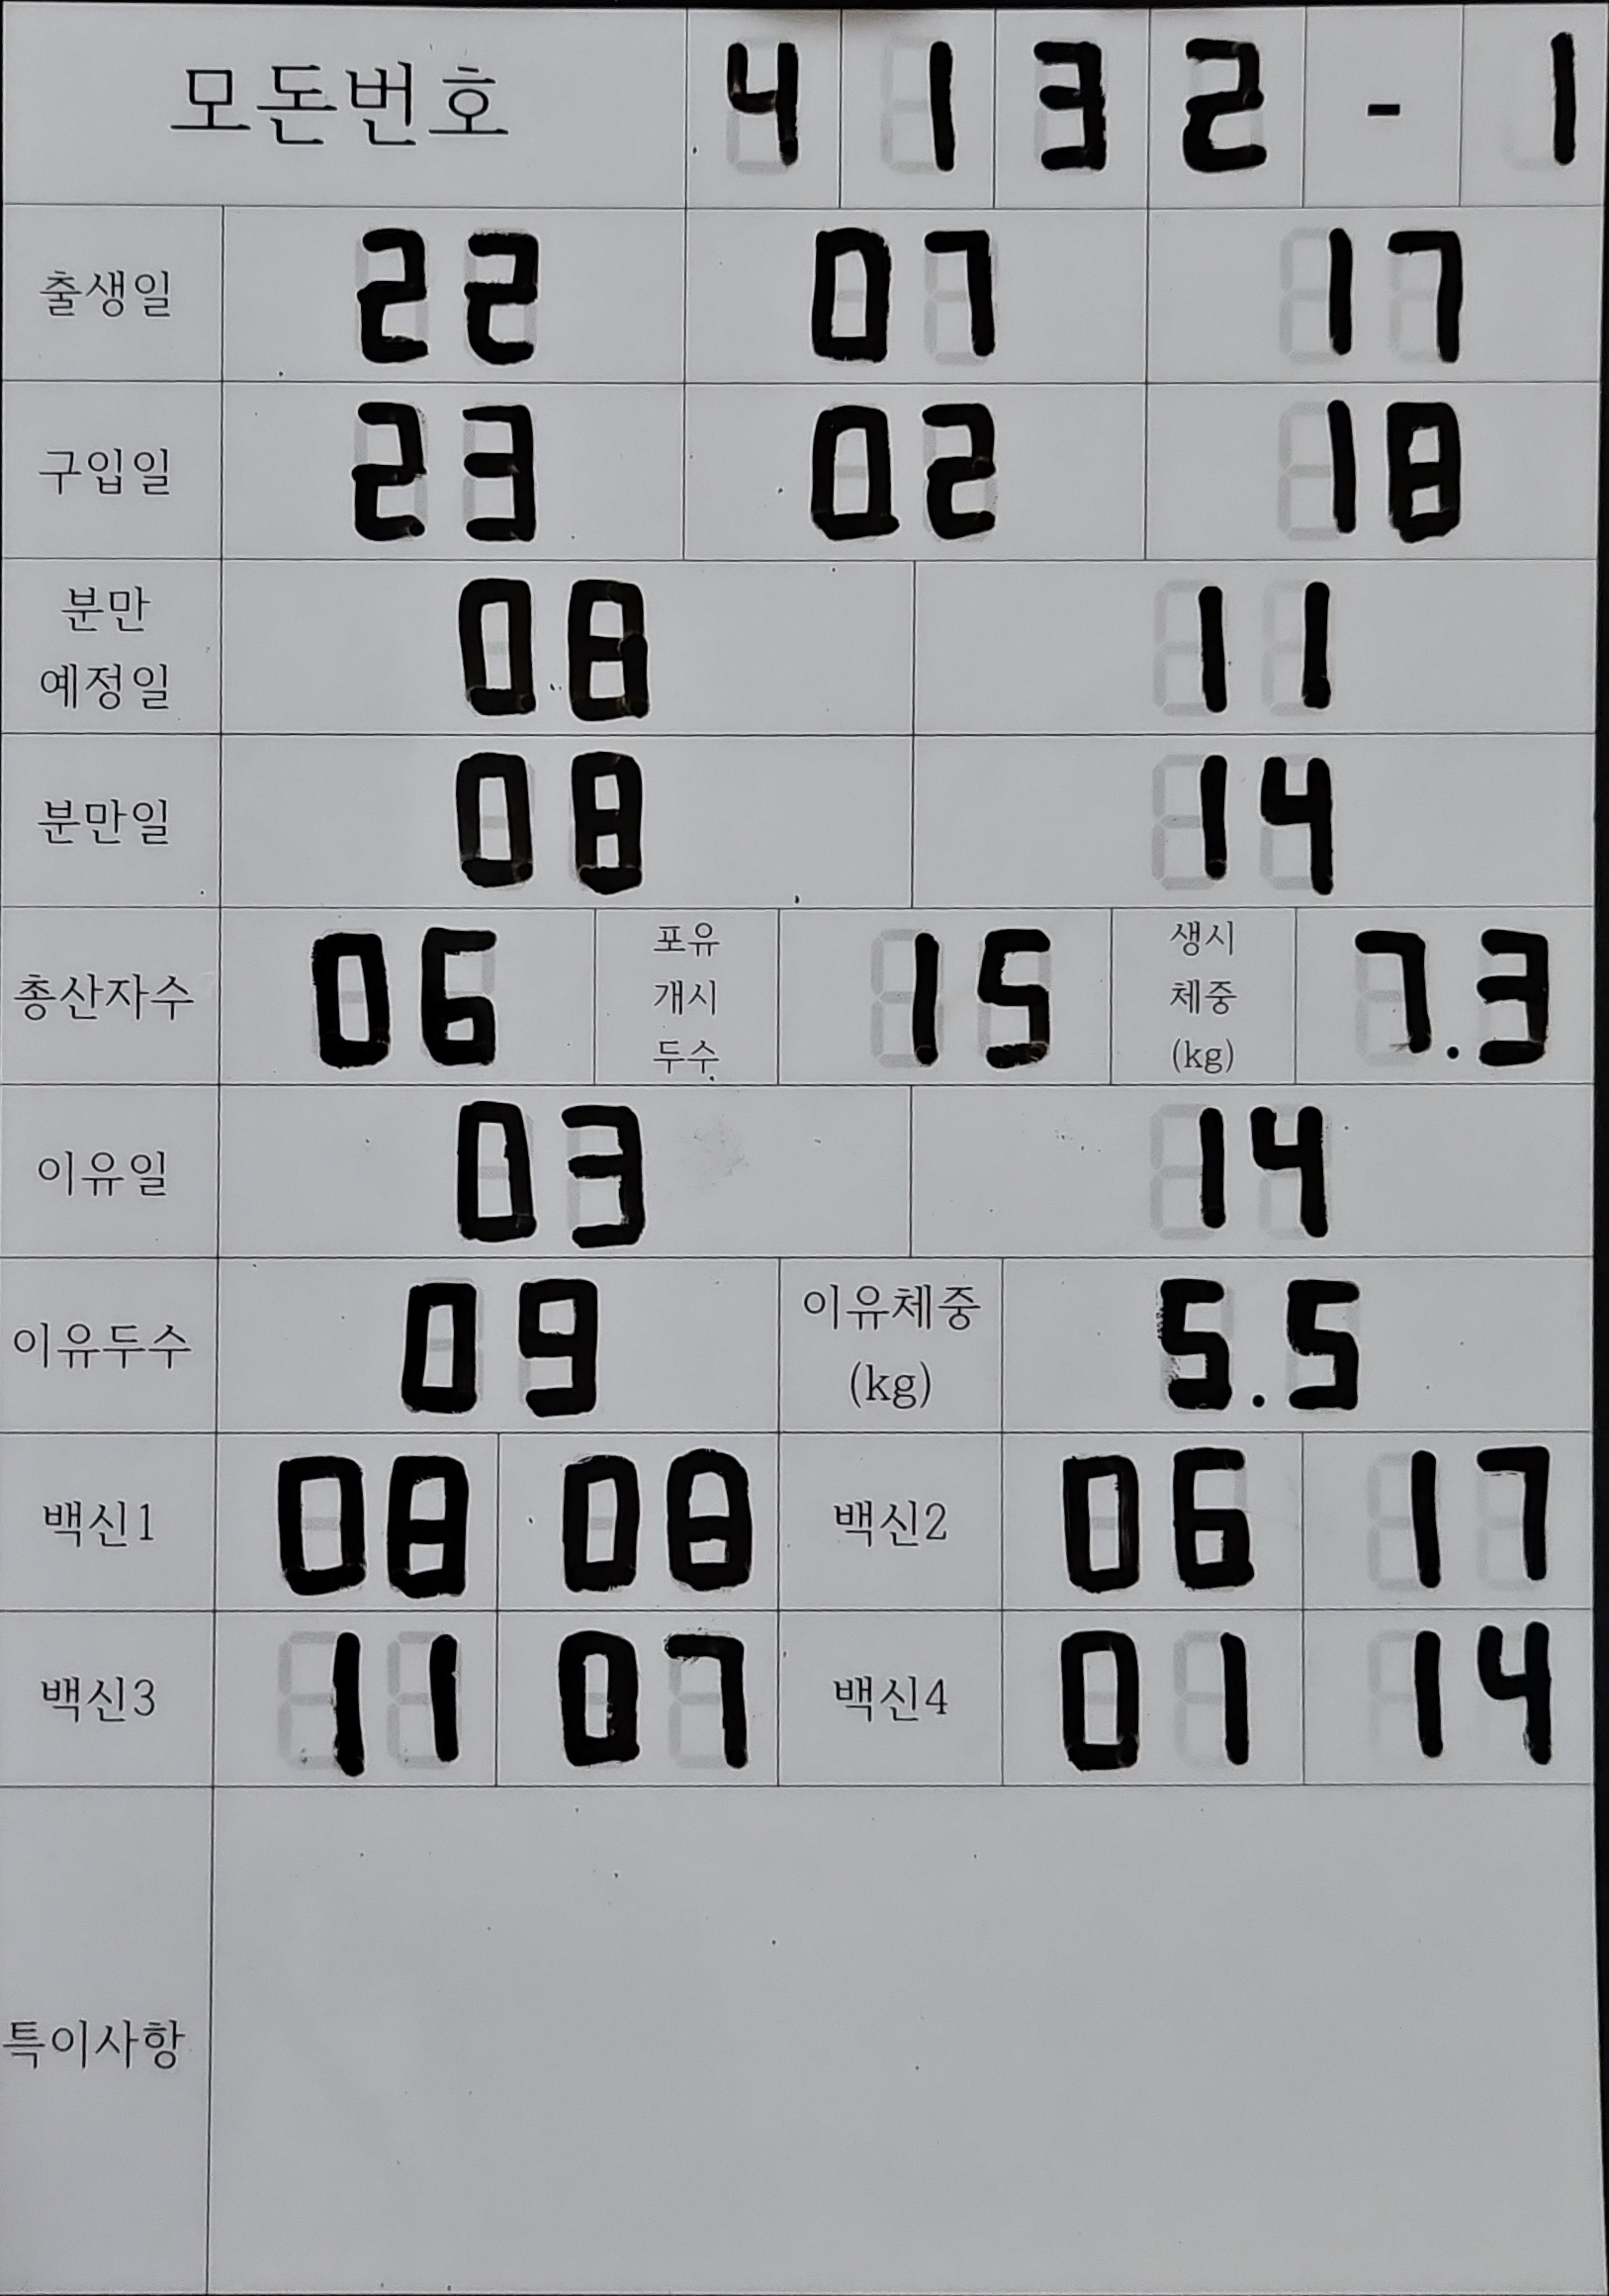 모돈번호 4 1 3 2 - 1
출생일 22 07 17
구입일 23 02 18
분만
예정일 08 11
분만일 08 14
총산자수 06 포유
개시
두수 15 생시
체중
(kg) 7.3
이유일 03 14
이유두수 09 이유체중
(kg) 5.5
백신1 08 08 백신2 06 17
백신3 11 07 백신4 01 14
특이사항